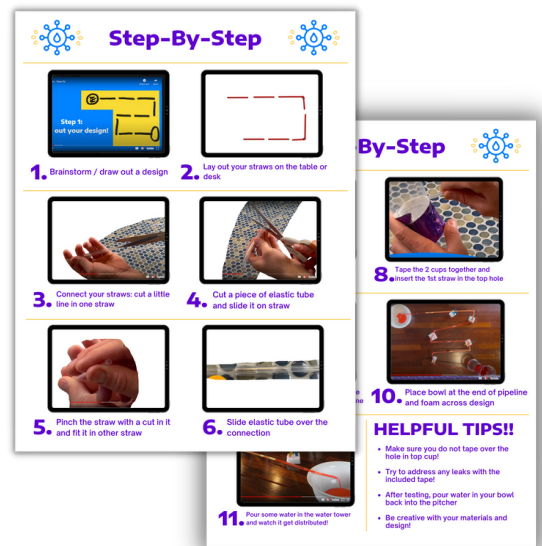 Step-By-Step
Step 1:
out your design!
1. Brainstorm / draw out a design
2. Lay out your straws on the table or
desk
3. Connect your straws: cut a little
line in one straw
4. Cut a piece of elastic tube
and slide it on straw
5. Pinch the straw with a cut in it
and fit it in other straw
6. Slide elastic tube over the
connection
-By-Step
8. Tape the 2 cups together and
insert the 1st straw in the top hole
10. Place bowl at the end of pipeline
and foam across design
11. Pour some water in the water tower
and watch it get distributed!
HELPFUL TIPS!!
• Make sure you do not tape over the
hole in top cup!
• Try to address any leaks with the
included tape!
• After testing, pour water in your bowl
back into the pitcher
• Be creative with your materials and
design!